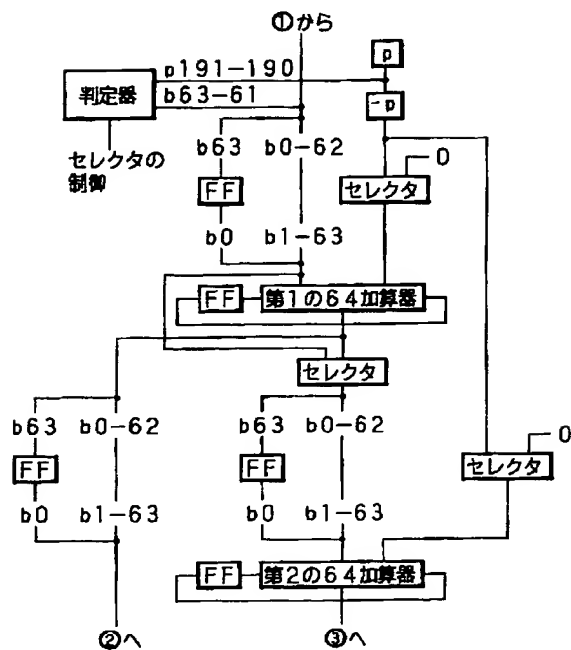 ①から
p
p191-190
判定器
b63-61
-p
セレクタの
制御
b63 b0-62
0
FF
セレクタ
b0 b1-63
FF
第1の64加算器
セレクタ
b63 b0-62
b63 b0-62
0
FF
FF
セレクタ
b0 b1-63
b0 b1-63
FF
第2の64加算器
②へ
③へ